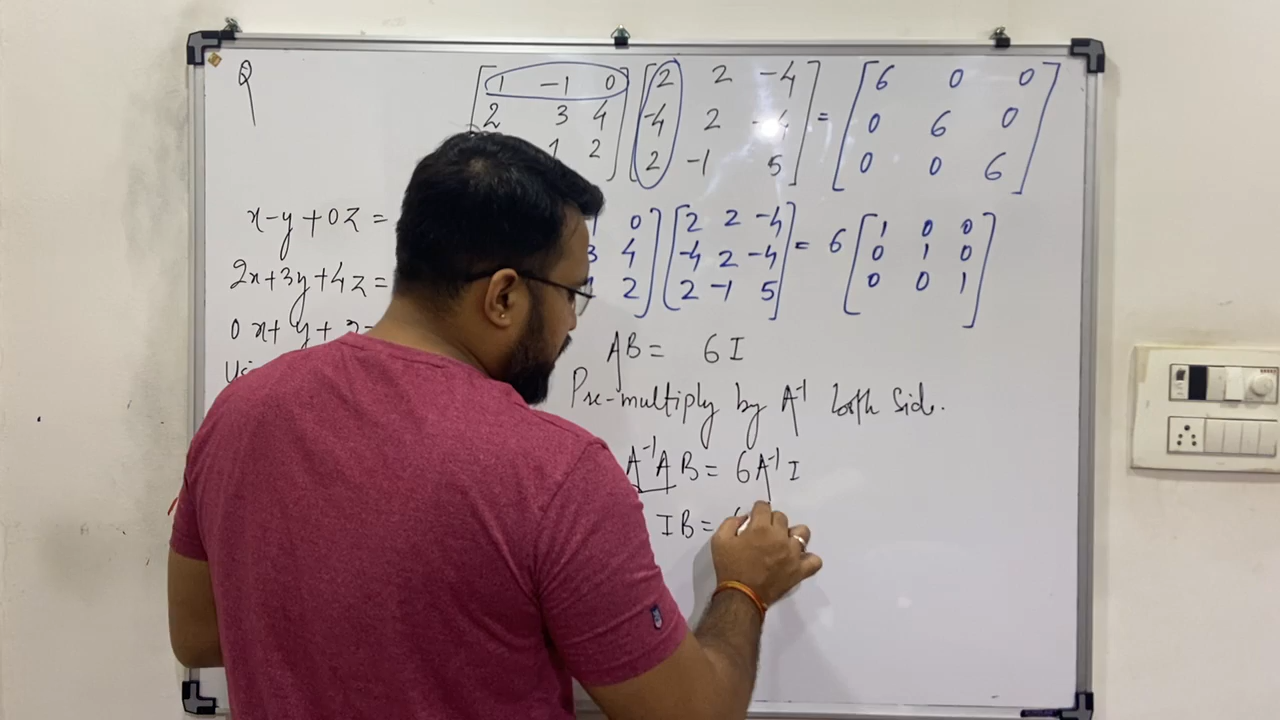 Q
[1 -1 0] [2 2 -4] = [6 0 0]
[2 3 4] [-4 2 -4] [0 6 0]
[1 2] [2 -1 5] [0 0 6]
x-y+0z =
0] [2 2 -4] = 6 [1 0 0]
2x+3y+4z =
3 4] [-4 2 -4] [0 1 0]
2] [2 -1 5] [0 0 1]
0x+y+
AB = 6I
Pre-multiply by A⁻¹ both side.
A⁻¹AB = 6A⁻¹I
IB =